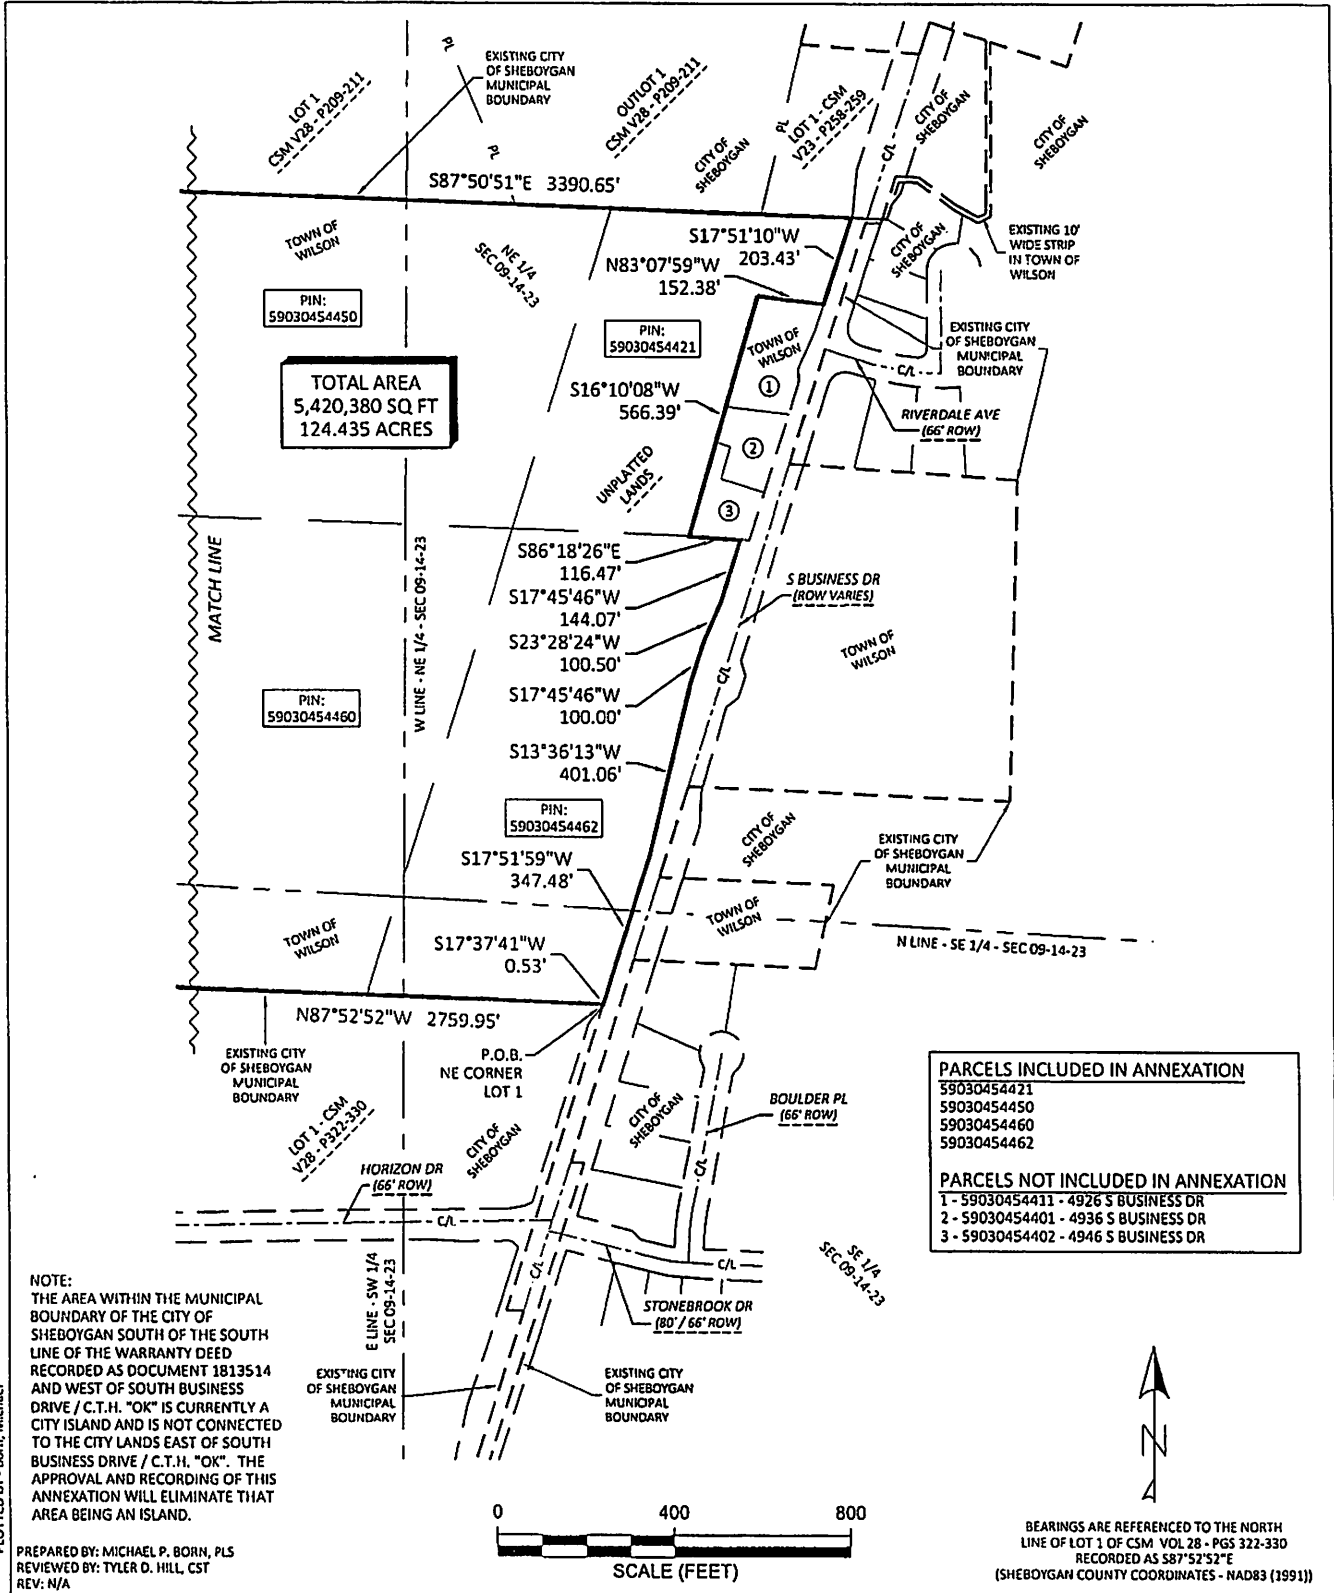 PL
EXISTING CITY
OF SHEBOYGAN
MUNICIPAL
BOUNDARY
LOT 1
CSM V28 - P209-211
PL
OUTLOT 1
CSM V28 - P209-211
CITY OF
SHEBOYGAN
PL
LOT 1 - CSM
V23 - P258-259
C/L
CITY OF
SHEBOYGAN
CITY OF
SHEBOYGAN
S87°50'51"E 3390.65'
TOWN OF
WILSON
NE 1/4
SEC 09-14-23
S17°51'10"W
203.43'
N83°07'59"W
152.38'
CITY OF
SHEBOYGAN
EXISTING 10'
WIDE STRIP
IN TOWN OF
WILSON
PIN:
59030454450
PIN:
59030454421
TOWN OF
WILSON
EXISTING CITY
OF SHEBOYGAN
MUNICIPAL
BOUNDARY
C/L
TOTAL AREA
5,420,380 SQ FT
124.435 ACRES
S16°10'08"W
566.39'
1
RIVERDALE AVE
(66' ROW)
2
UNPLATTED
LANDS
3
MATCH LINE
W LINE - NE 1/4 - SEC 09-14-23
S86°18'26"E
116.47'
S17°45'46"W
144.07'
S23°28'24"W
100.50'
S17°45'46"W
100.00'
S13°36'13"W
401.06'
S BUSINESS DR
(ROW VARIES)
TOWN OF
WILSON
C/L
PIN:
59030454460
PIN:
59030454462
CITY OF
SHEBOYGAN
EXISTING CITY
OF SHEBOYGAN
MUNICIPAL
BOUNDARY
S17°51'59"W
347.48'
TOWN OF
WILSON
TOWN OF
WILSON
N LINE - SE 1/4 - SEC 09-14-23
S17°37'41"W
0.53'
N87°52'52"W 2759.95'
EXISTING CITY
OF SHEBOYGAN
MUNICIPAL
BOUNDARY
P.O.B.
NE CORNER
LOT 1
LOT 1 - CSM
V28 - P322-330
CITY OF
SHEBOYGAN
CITY OF
SHEBOYGAN
BOULDER PL
(66' ROW)
C/L
PARCELS INCLUDED IN ANNEXATION
59030454421
59030454450
59030454460
59030454462
PARCELS NOT INCLUDED IN ANNEXATION
1 - 59030454411 - 4926 S BUSINESS DR
2 - 59030454401 - 4936 S BUSINESS DR
3 - 59030454402 - 4946 S BUSINESS DR
HORIZON DR
(66' ROW)
C/L
C/L
C/L
SE 1/4
SEC 09-14-23
E LINE - SW 1/4
SEC 09-14-23
STONEBROOK DR
(80' / 66' ROW)
EXISTING CITY
OF SHEBOYGAN
MUNICIPAL
BOUNDARY
EXISTING CITY
OF SHEBOYGAN
MUNICIPAL
BOUNDARY
NOTE:
THE AREA WITHIN THE MUNICIPAL
BOUNDARY OF THE CITY OF
SHEBOYGAN SOUTH OF THE SOUTH
LINE OF THE WARRANTY DEED
RECORDED AS DOCUMENT 1813514
AND WEST OF SOUTH BUSINESS
DRIVE / C.T.H. "OK" IS CURRENTLY A
CITY ISLAND AND IS NOT CONNECTED
TO THE CITY LANDS EAST OF SOUTH
BUSINESS DRIVE / C.T.H. "OK". THE
APPROVAL AND RECORDING OF THIS
ANNEXATION WILL ELIMINATE THAT
AREA BEING AN ISLAND.
PREPARED BY: MICHAEL P. BORN, PLS
REVIEWED BY: TYLER D. HILL, CST
REV: N/A
0 400 800
SCALE (FEET)
N
BEARINGS ARE REFERENCED TO THE NORTH
LINE OF LOT 1 OF CSM VOL 28 - PGS 322-330
RECORDED AS S87°52'52"E
(SHEBOYGAN COUNTY COORDINATES - NAD83 (1991))